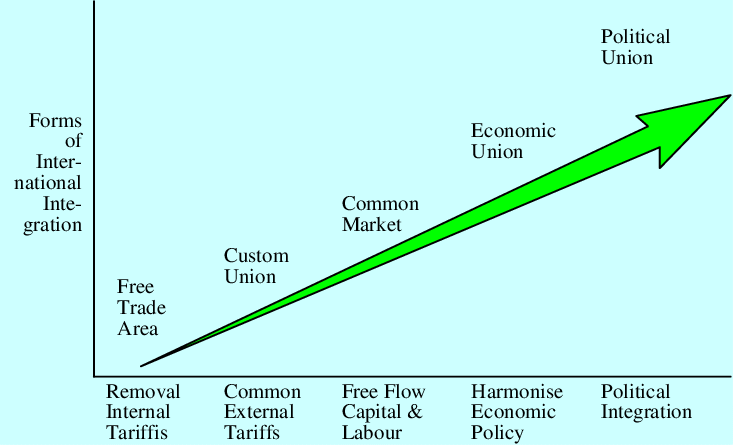 Political
Union
Forms
of
Inter-
national
Inte-
gration
Economic
Union
Common
Market
Custom
Union
Free
Trade
Area
Removal
Internal
Tariffis
Common
External
Tariffs
Free Flow
Capital &
Labour
Harmonise
Economic
Policy
Political
Integration